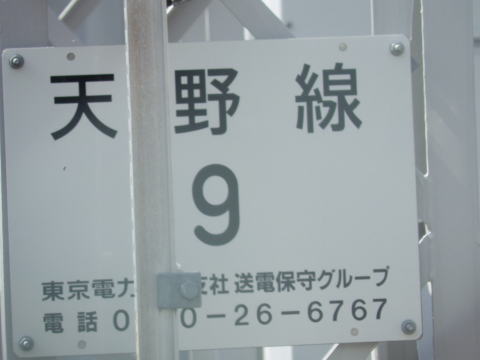 天野線
9
東京電力 支社 送電保守グループ
電話 0 0-26-6767